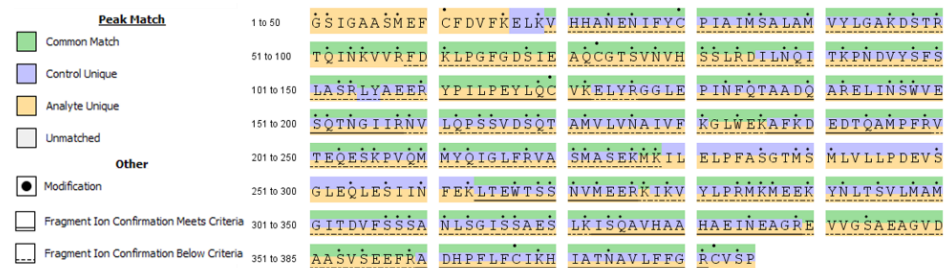 Peak Match
Common Match
Control Unique
Analyte Unique
Unmatched
Other
Modification
Fragment Ion Confirmation Meets Criteria
Fragment Ion Confirmation Below Criteria
1 to 50 GSIGAASMEF CFDVFKELKV HHANENIFYC PIAIMSALAM VYLGAKDSTR
51 to 100 TQINKVVRFD KLPGFGDSIE AQCGTSVNVH SSLRDILNQI TKPNDVYSFS
101 to 150 LASRLYAEER YPILPEYLQC VKELYRGGLE PINFQTAADQ ARELINSWVE
151 to 200 SQTNGIIRNV LQPSSVDSQT AMVLVNAIVF KGLWEKAFKD EDTQAMPFRV
201 to 250 TEQESKPVQM MYQIGLFRVA SMASEKMKIL ELPFASGTMS MLVLLPDEVS
251 to 300 GLEQLESIIN FEKLTEWTSS NVMEERKIKV YLPRMKMEEK YNLTSVLMAM
301 to 350 GITDVFSSSA NLSGISSAES LKISQAVHAA HAEINEAGRE VVGSAEAGVD
351 to 385 AASVSEEFRA DHPFLFCIKH IATNAVLFFG RCVSP